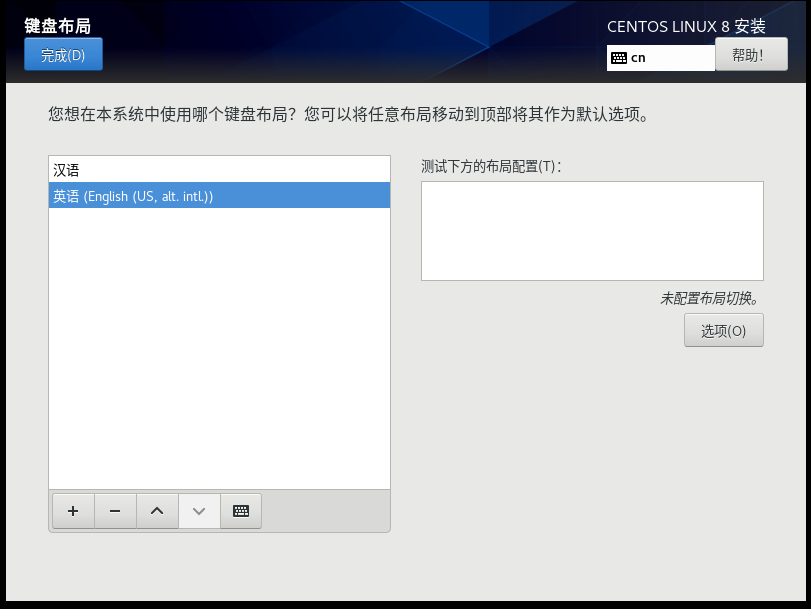 键盘布局
CENTOS LINUX 8 安装
完成(D)
cn
帮助!
您想在本系统中使用哪个键盘布局？您可以将任意布局移动到顶部将其作为默认选项。
汉语
英语 (English (US, alt. intl.))
测试下方的布局配置(T)：
未配置布局切换。
选项(O)